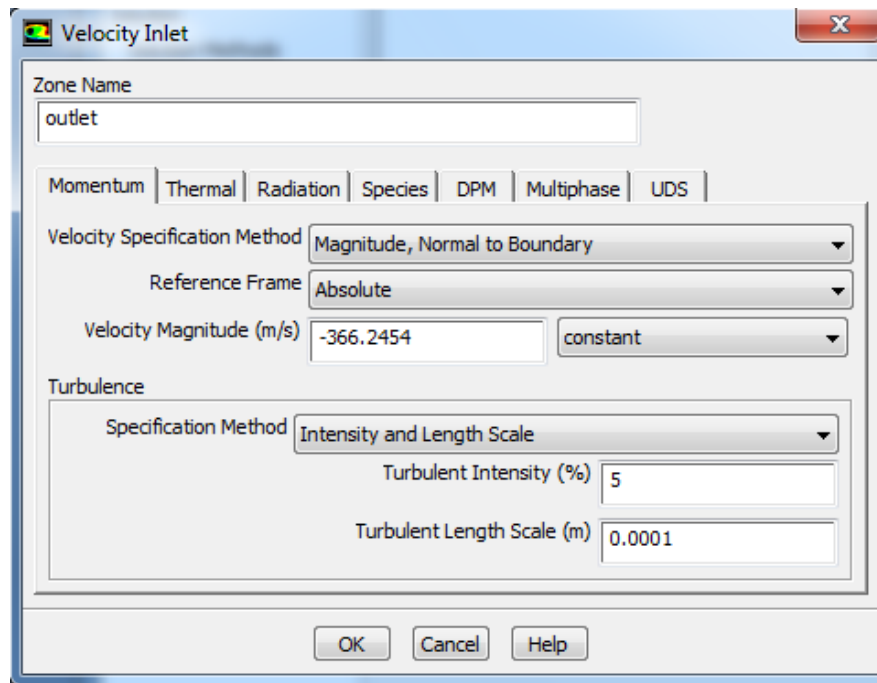 Velocity Inlet
Zone Name
outlet
Momentum Thermal Radiation Species DPM Multiphase UDS
Velocity Specification Method Magnitude, Normal to Boundary
Reference Frame Absolute
Velocity Magnitude (m/s) -366.2454 constant
Turbulence
Specification Method Intensity and Length Scale
Turbulent Intensity (%) 5
Turbulent Length Scale (m) 0.0001
OK Cancel Help